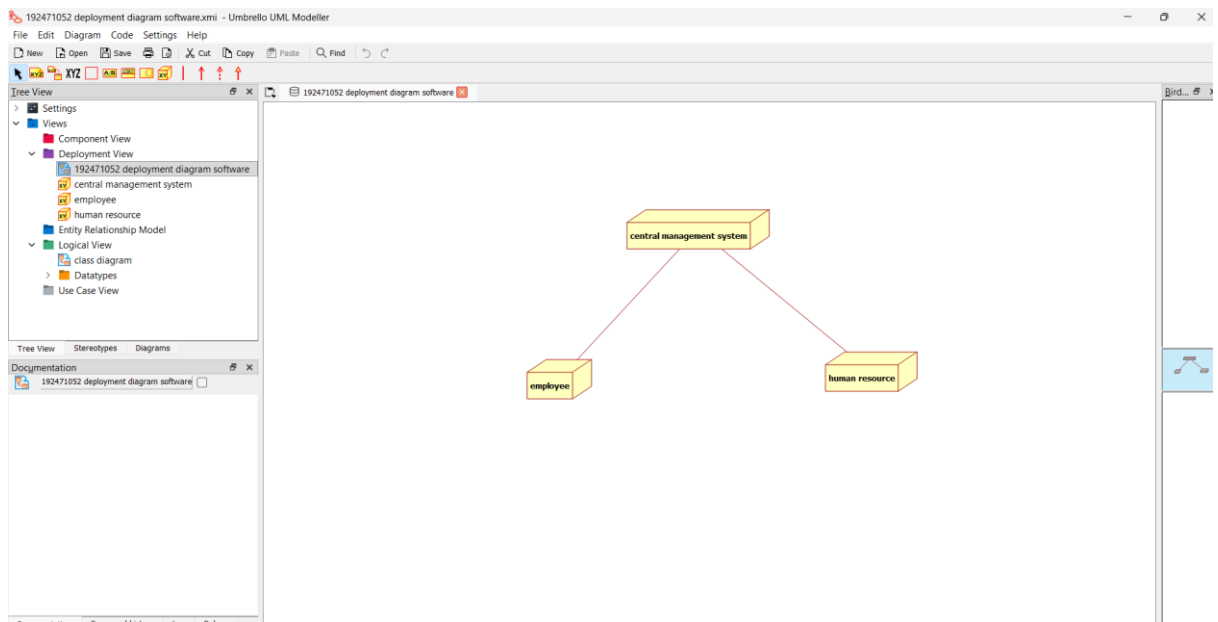 192471052 deployment diagram software.xmi - Umbrello UML Modeller
File Edit Diagram Code Settings Help
New Open Save Cut Copy Paste Find
XYZ XYZ A:B XY
Tree View
Settings
Views
Component View
Deployment View
192471052 deployment diagram software
central management system
employee
human resource
Entity Relationship Model
Logical View
class diagram
Datatypes
Use Case View
Tree View Stereotypes Diagrams
Documentation
192471052 deployment diagram software
192471052 deployment diagram software
central management system
employee
human resource
Bird...